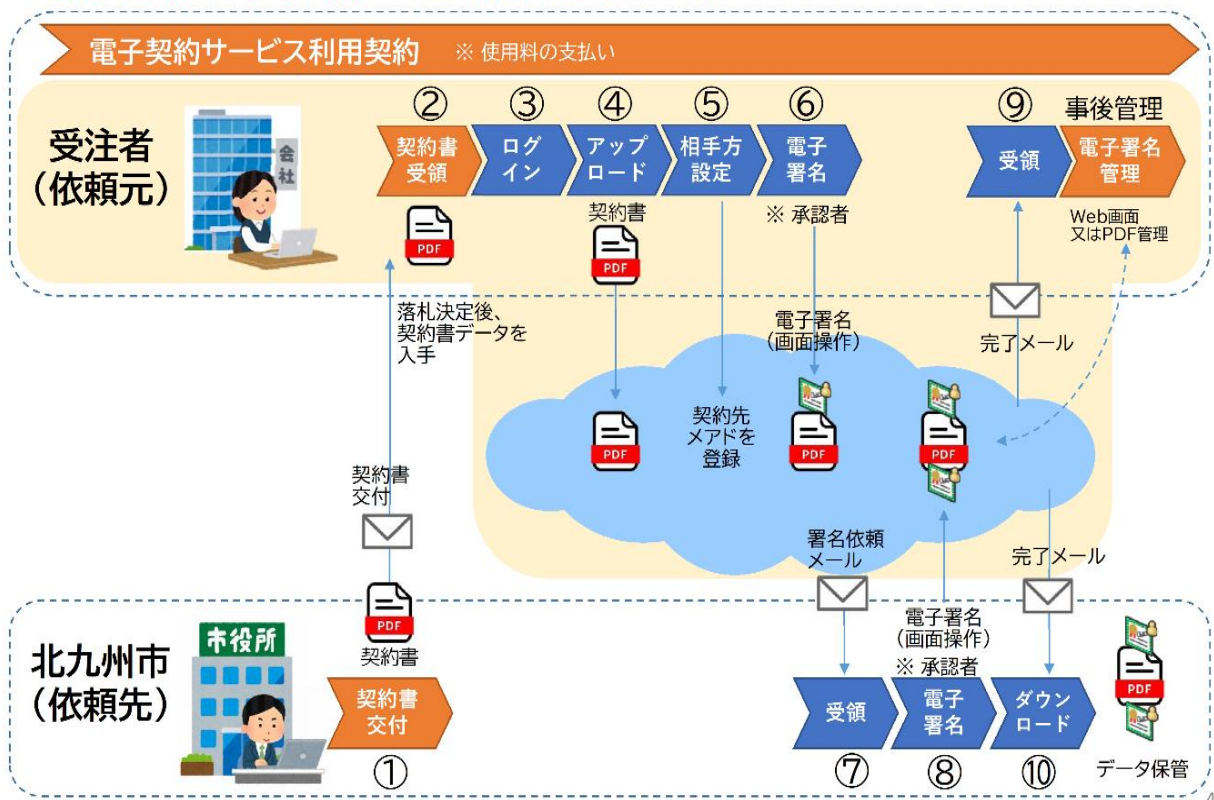 電子契約サービス利用契約 ※ 使用料の支払い
受注者
(依頼元)
会社
②
契約書
受領
PDF
③
ログ
イン
④
アップ
ロード
契約書
PDF
⑤
相手方
設定
⑥
電子
署名
※ 承認者
⑨
受領
事後管理
電子署名
管理
Web画面
又はPDF管理
落札決定後、
契約書データを
入手
電子署名
(画面操作)
完了メール
PDF
契約先
メアドを
登録
PDF
PDF
契約書
交付
署名依頼
メール
完了メール
北九州市
(依頼先)
市役所
PDF
契約書
契約書
交付
①
電子署名
(画面操作)
※ 承認者
受領
⑦
電子
署名
⑧
ダウン
ロード
⑩
PDF
データ保管
4